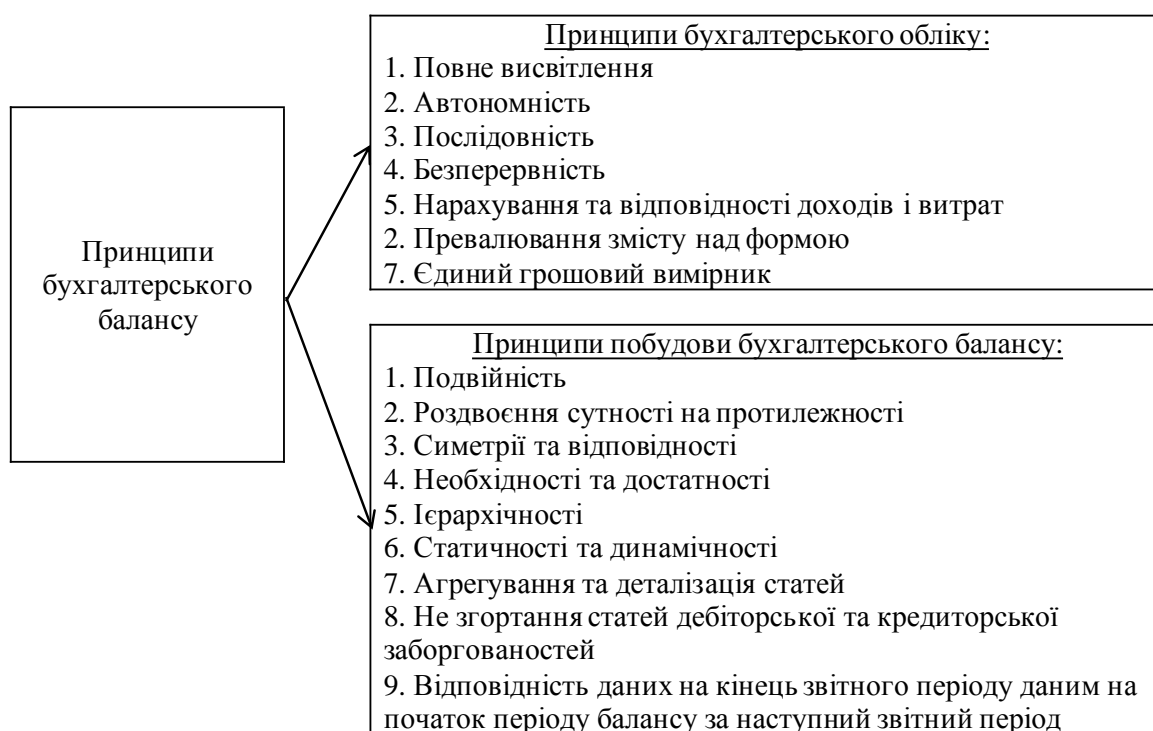 Принципи
бухгалтерського
балансу
Принципи бухгалтерського обліку:
1. Повне висвітлення
2. Автономність
3. Послідовність
4. Безперервність
5. Нарахування та відповідності доходів і витрат
2. Превалювання змісту над формою
7. Єдиний грошовий вимірник
Принципи побудови бухгалтерського балансу:
1. Подвійність
2. Роздвоєння сутності на протилежності
3. Симетрії та відповідності
4. Необхідності та достатності
5. Ієрархічності
6. Статичності та динамічності
7. Агрегування та деталізація статей
8. Не згортання статей дебіторської та кредиторської
заборгованостей
9. Відповідність даних на кінець звітного періоду даним на
початок періоду балансу за наступний звітний період